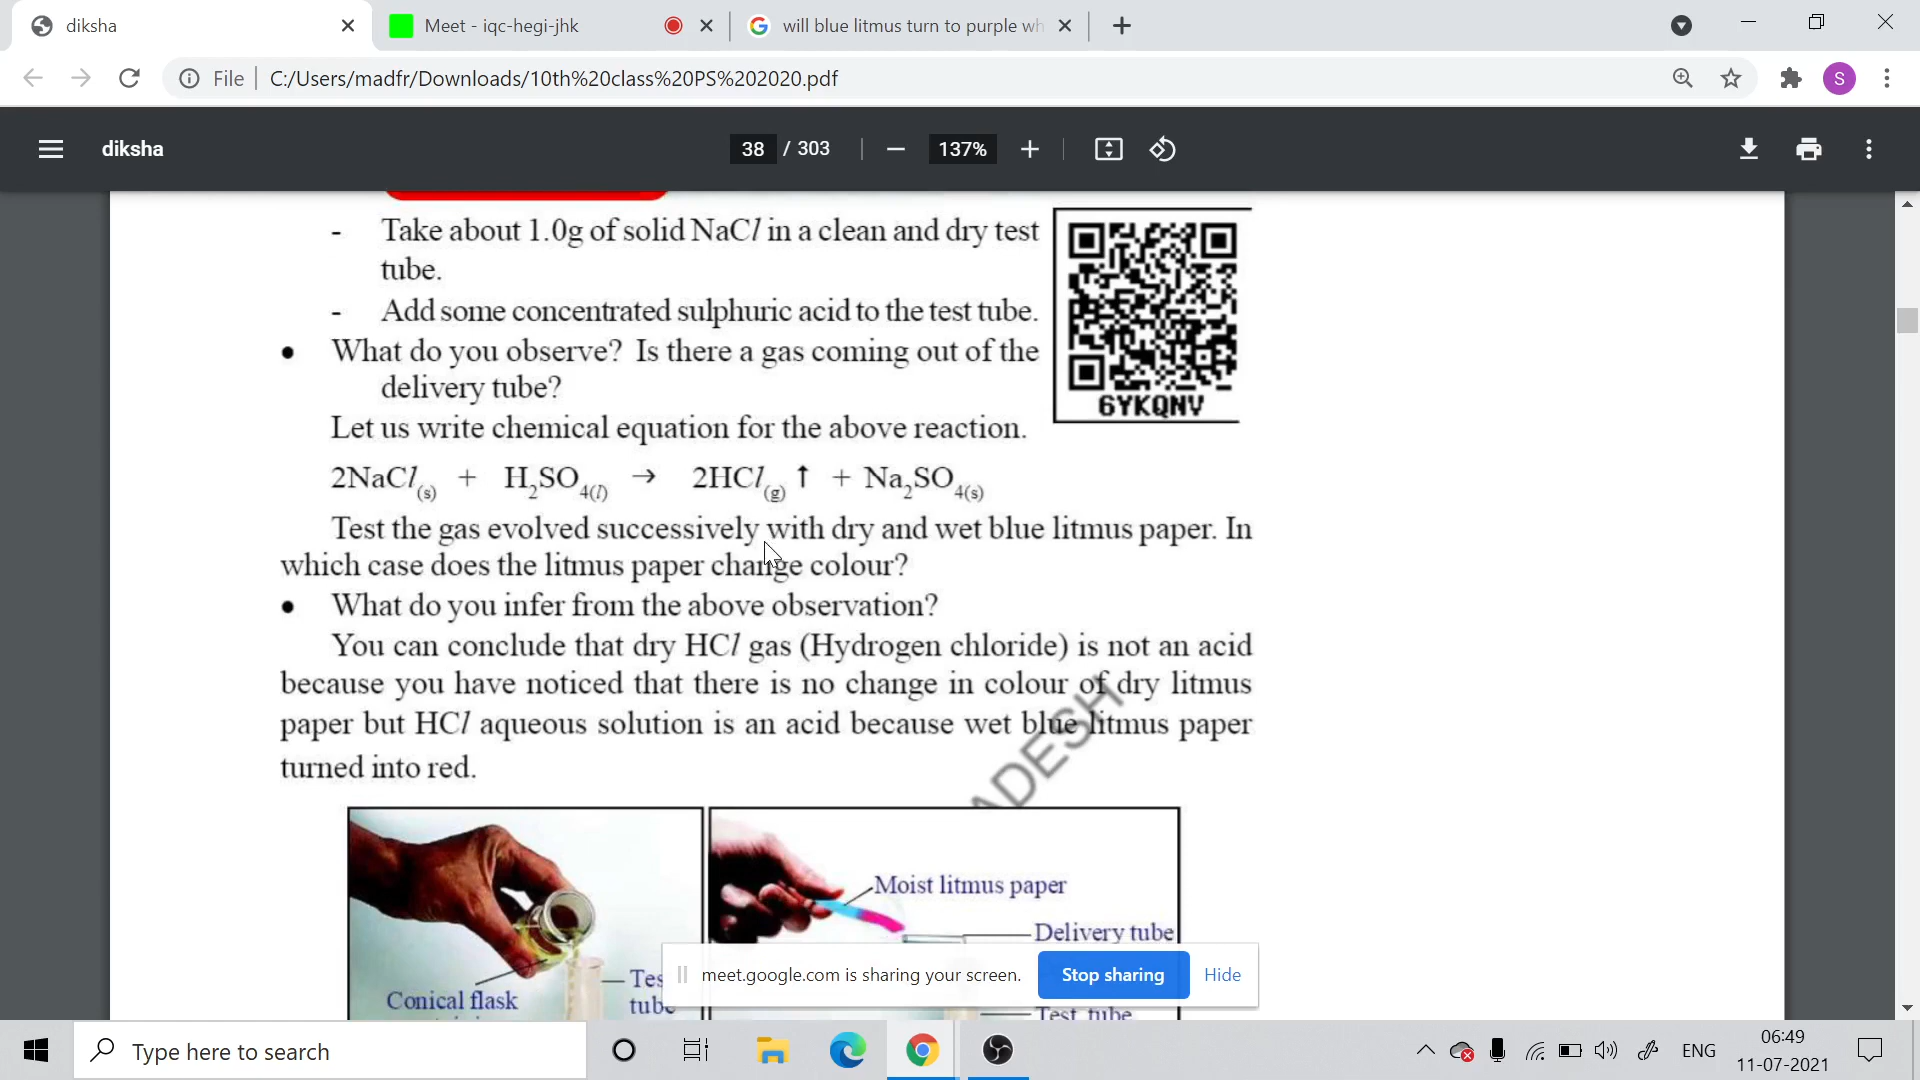 diksha
Meet - iqc-hegi-jhk
will blue litmus turn to purple wh
File
C:/Users/madfr/Downloads/10th%20class%20PS%202020.pdf
S
diksha
38 / 303
137%
- Take about 1.0g of solid NaCl in a clean and dry test
tube.
- Add some concentrated sulphuric acid to the test tube.
• What do you observe? Is there a gas coming out of the
delivery tube?
6YKQNV
Let us write chemical equation for the above reaction.
2NaCl(s) + H2SO4(l) → 2HCl(g) ↑ + Na2SO4(s)
Test the gas evolved successively with dry and wet blue litmus paper. In
which case does the litmus paper change colour?
• What do you infer from the above observation?
You can conclude that dry HCl gas (Hydrogen chloride) is not an acid
because you have noticed that there is no change in colour of dry litmus
paper but HCl aqueous solution is an acid because wet blue litmus paper
turned into red.
ADESH
Moist litmus paper
Delivery tube
Conical flask
Tes
tube
Test tube
meet.google.com is sharing your screen.
Stop sharing
Hide
Type here to search
ENG
06:49
11-07-2021